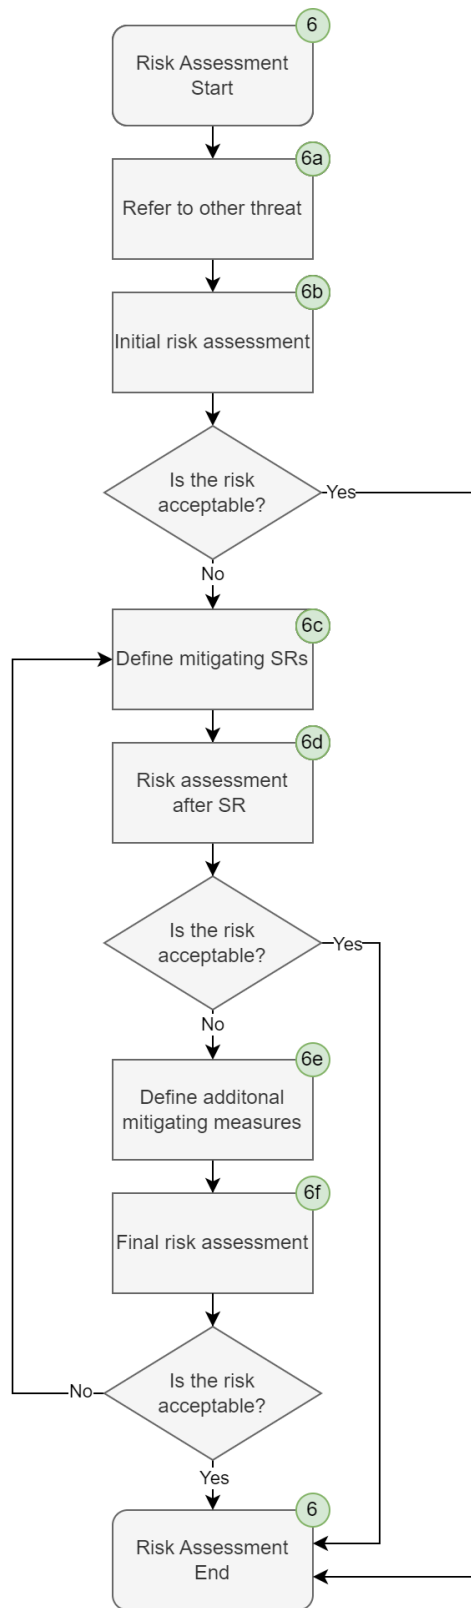 6
Risk Assessment
Start
6a
Refer to other threat
6b
Initial risk assessment
Is the risk
acceptable?
Yes
No
6c
Define mitigating SRs
6d
Risk assessment
after SR
Is the risk
acceptable?
Yes
No
6e
Define additonal
mitigating measures
6f
Final risk assessment
Is the risk
acceptable?
No
Yes
6
Risk Assessment
End